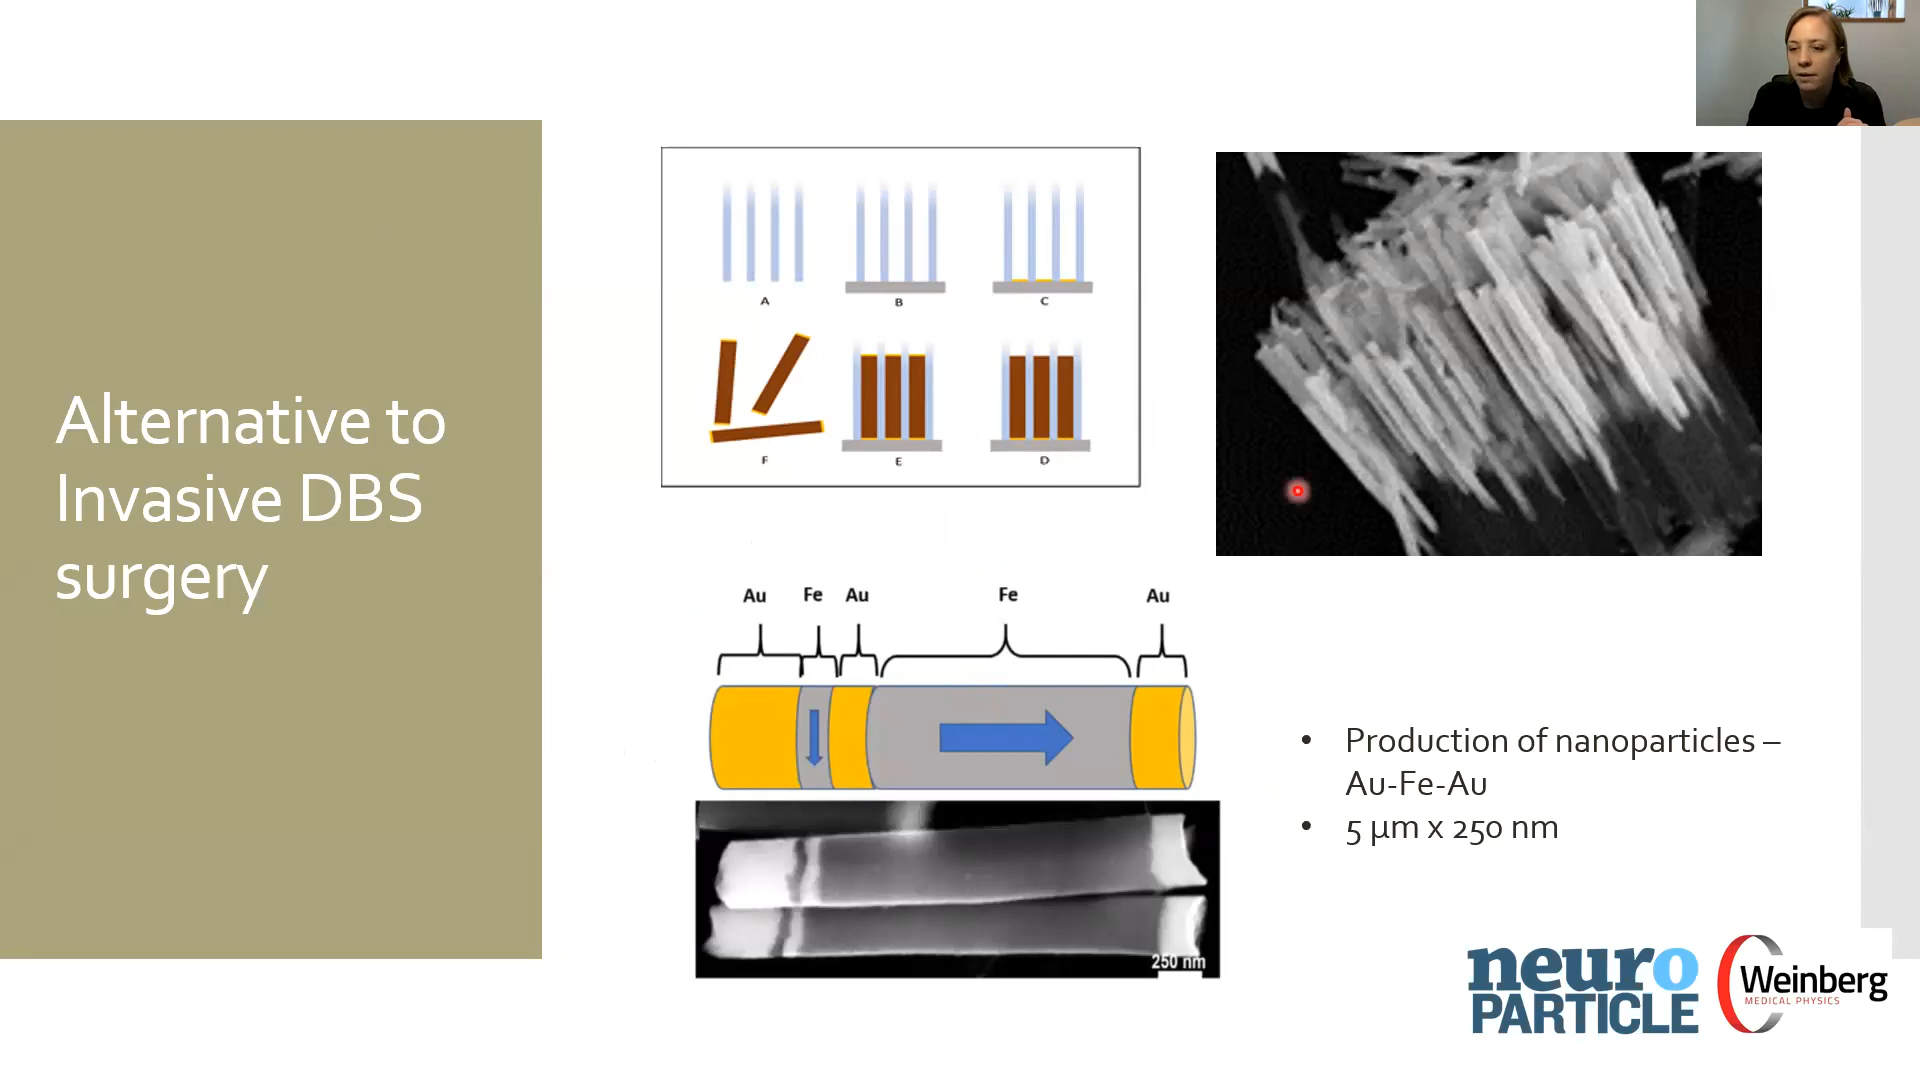 Alternative to
Invasive DBS
surgery
A
B
C
F
E
D
Au
Fe
Au
Fe
Au
250 nm
Production of nanoparticles –
Au-Fe-Au
5 µm x 250 nm
neuro
PARTICLE
Weinberg
MEDICAL PHYSICS